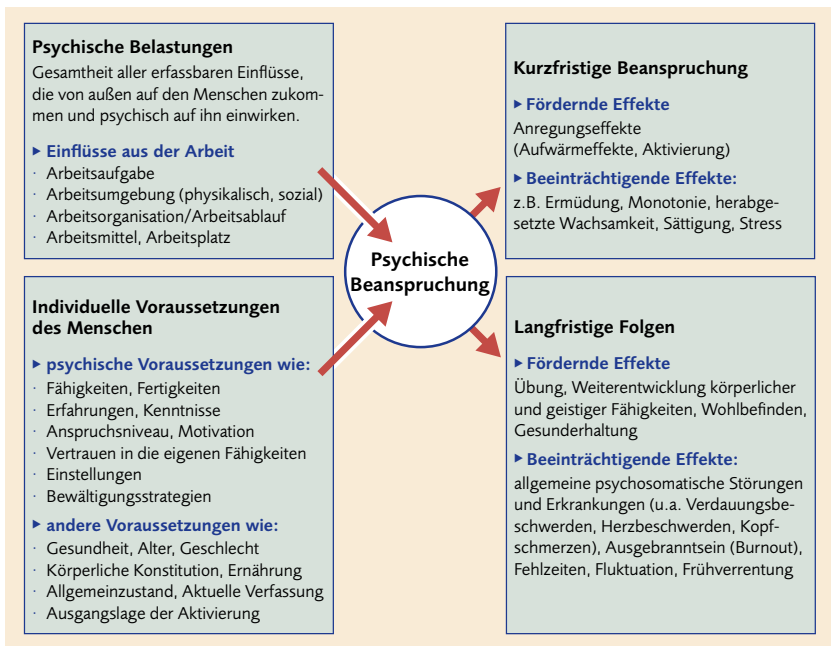 Psychische Belastungen
Gesamtheit aller erfassbaren Einflüsse,
die von außen auf den Menschen zukom-
men und psychisch auf ihn einwirken.
▸ Einflüsse aus der Arbeit
· Arbeitsaufgabe
· Arbeitsumgebung (physikalisch, sozial)
· Arbeitsorganisation/Arbeitsablauf
· Arbeitsmittel, Arbeitsplatz
Individuelle Voraussetzungen
des Menschen
▸ psychische Voraussetzungen wie:
· Fähigkeiten, Fertigkeiten
· Erfahrungen, Kenntnisse
· Anspruchsniveau, Motivation
· Vertrauen in die eigenen Fähigkeiten
· Einstellungen
· Bewältigungsstrategien
▸ andere Voraussetzungen wie:
· Gesundheit, Alter, Geschlecht
· Körperliche Konstitution, Ernährung
· Allgemeinzustand, Aktuelle Verfassung
· Ausgangslage der Aktivierung
Psychische
Beanspruchung
Kurzfristige Beanspruchung
▸ Fördernde Effekte
Anregungseffekte
(Aufwärmeffekte, Aktivierung)
▸ Beeinträchtigende Effekte:
z.B. Ermüdung, Monotonie, herabge-
setzte Wachsamkeit, Sättigung, Stress
Langfristige Folgen
▸ Fördernde Effekte
Übung, Weiterentwicklung körperlicher
und geistiger Fähigkeiten, Wohlbefinden,
Gesunderhaltung
▸ Beeinträchtigende Effekte:
allgemeine psychosomatische Störungen
und Erkrankungen (u.a. Verdauungsbe-
schwerden, Herzbeschwerden, Kopf-
schmerzen), Ausgebranntsein (Burnout),
Fehlzeiten, Fluktuation, Frühverrentung